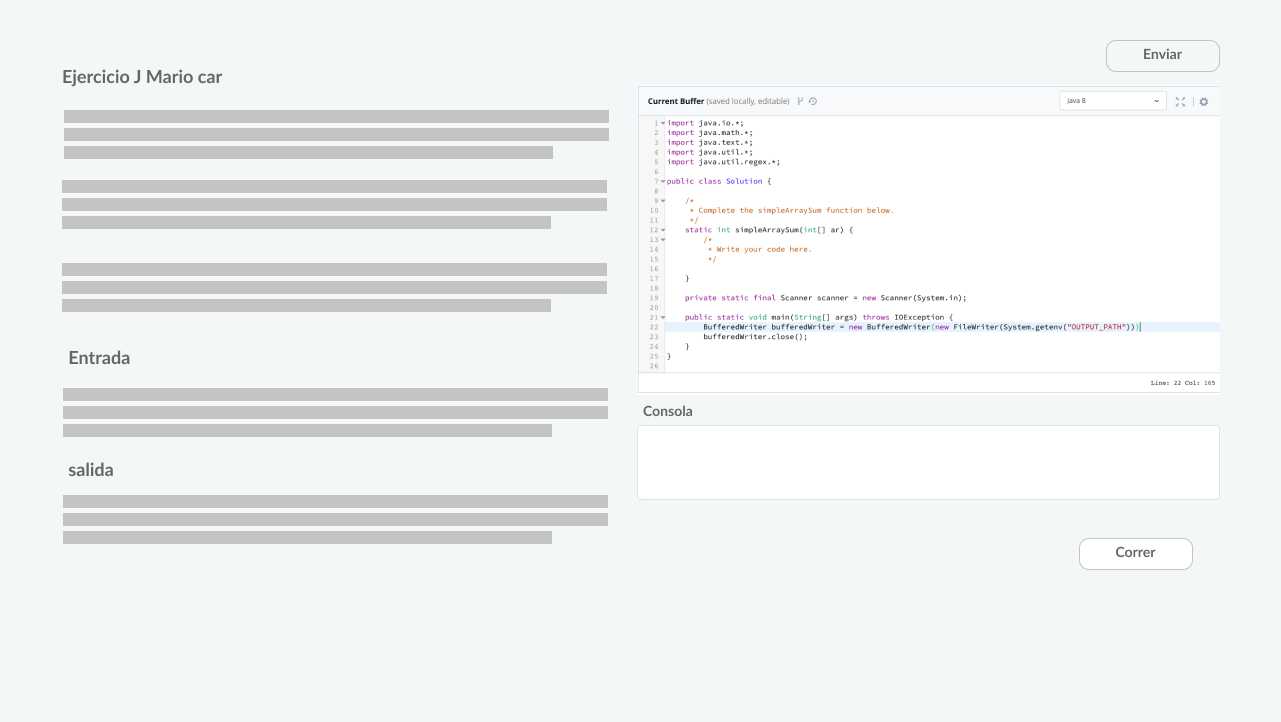 Enviar
Ejercicio J Mario car
Current Buffer (saved locally, editable)
Java 8
1 import java.io.*;
2 import java.math.*;
3 import java.text.*;
4 import java.util.*;
5 import java.util.regex.*;
6
7 public class Solution {
8
9 /*
10 * Complete the simpleArraySum function below.
11 */
12 static int simpleArraySum(int[] ar) {
13 /*
14 * Write your code here.
15 */
16
17 }
18
19 private static final Scanner scanner = new Scanner(System.in);
20
21 public static void main(String[] args) throws IOException {
22 BufferedWriter bufferedWriter = new BufferedWriter(new FileWriter(System.getenv("OUTPUT_PATH")))
23 bufferedWriter.close();
24 }
25 }
26
Line: 22 Col: 105
Entrada
salida
Consola
Correr